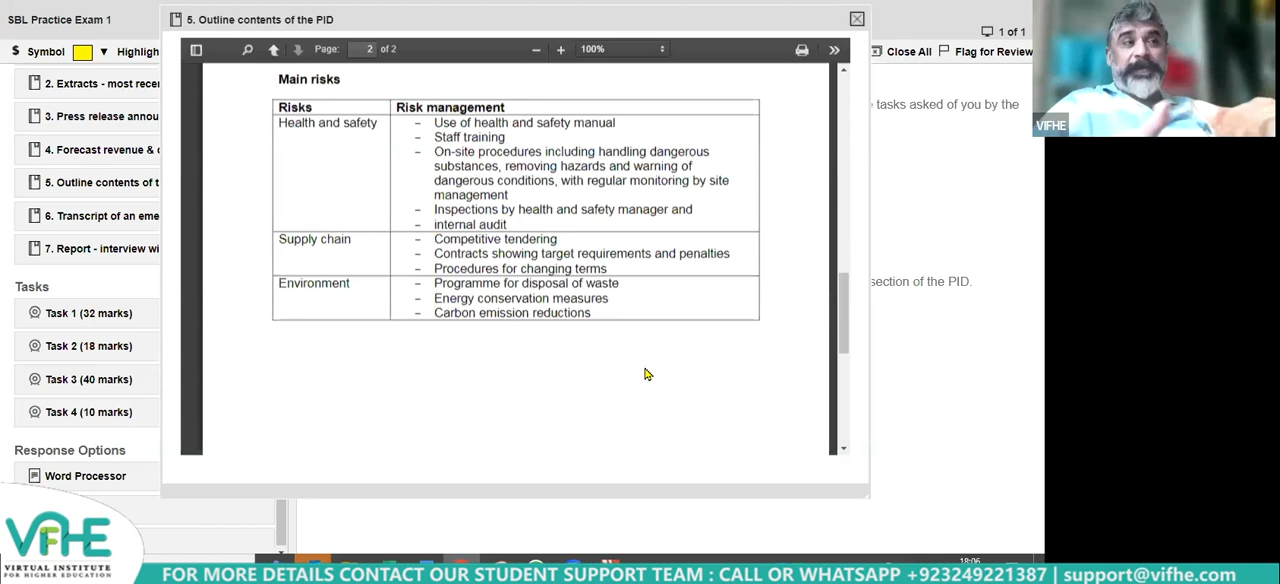 SBL Practice Exam 1
5. Outline contents of the PID
1 of 1
$ Symbol Highligh
Page: 2 of 2
100%
Close All Flag for Review
2. Extracts - most recen
3. Press release annou
4. Forecast revenue & c
5. Outline contents of t
6. Transcript of an eme
7. Report - interview wi
Tasks
Task 1 (32 marks)
Task 2 (18 marks)
Task 3 (40 marks)
Task 4 (10 marks)
Response Options
Word Processor
Main risks
Risks Risk management
Health and safety – Use of health and safety manual
– Staff training
– On-site procedures including handling dangerous
substances, removing hazards and warning of
dangerous conditions, with regular monitoring by site
management
– Inspections by health and safety manager and
– internal audit
Supply chain – Competitive tendering
– Contracts showing target requirements and penalties
– Procedures for changing terms
Environment – Programme for disposal of waste
– Energy conservation measures
– Carbon emission reductions
tasks asked of you by the
section of the PID.
VIFHE
18:06
VIFHE
VIRTUAL INSTITUTE
FOR HIGHER EDUCATION
FOR MORE DETAILS CONTACT OUR STUDENT SUPPORT TEAM : CALL OR WHATSAPP +923249221387 | support@vifhe.com